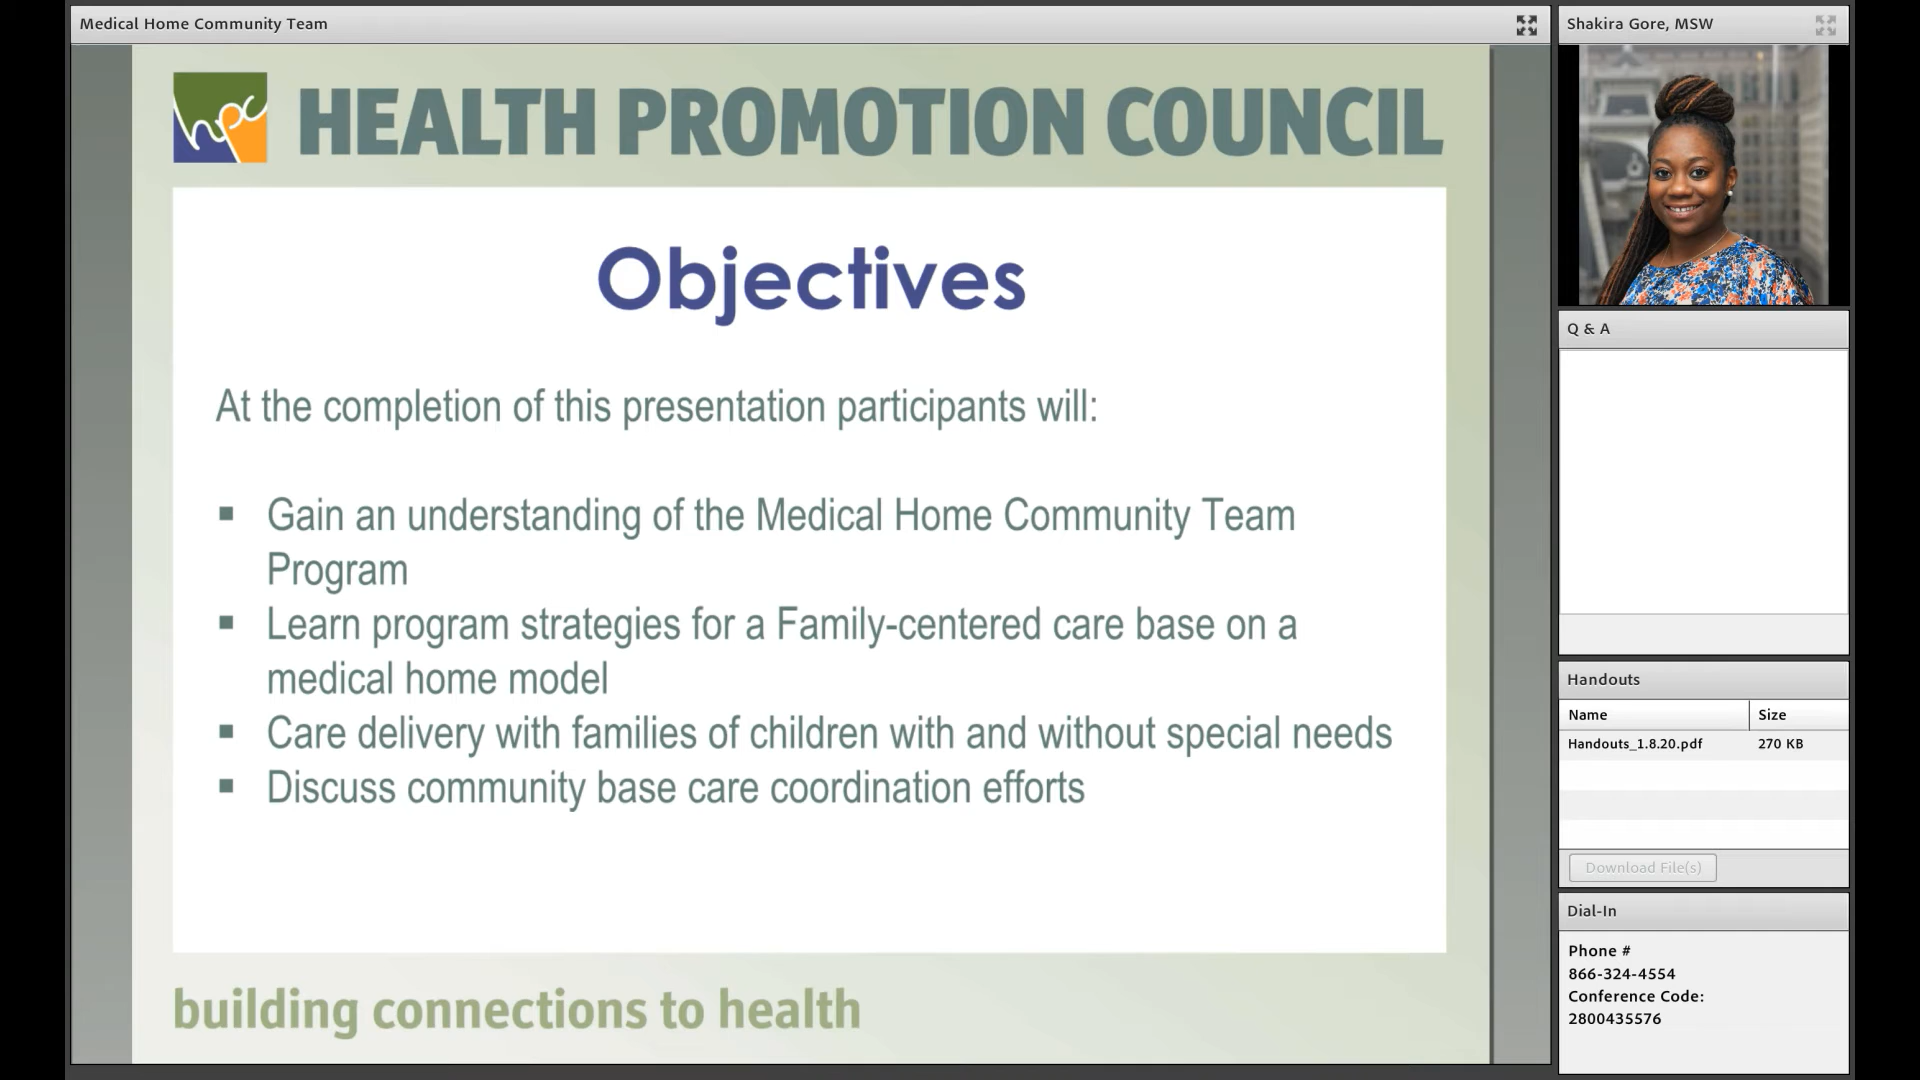 Medical Home Community Team
hpc
HEALTH PROMOTION COUNCIL
Objectives
At the completion of this presentation participants will:
▪ Gain an understanding of the Medical Home Community Team
Program
▪ Learn program strategies for a Family-centered care base on a
medical home model
▪ Care delivery with families of children with and without special needs
▪ Discuss community base care coordination efforts
building connections to health
Shakira Gore, MSW
Q & A
Handouts
Name Size
Handouts_1.8.20.pdf 270 KB
Download File(s)
Dial-In
Phone #
866-324-4554
Conference Code:
2800435576